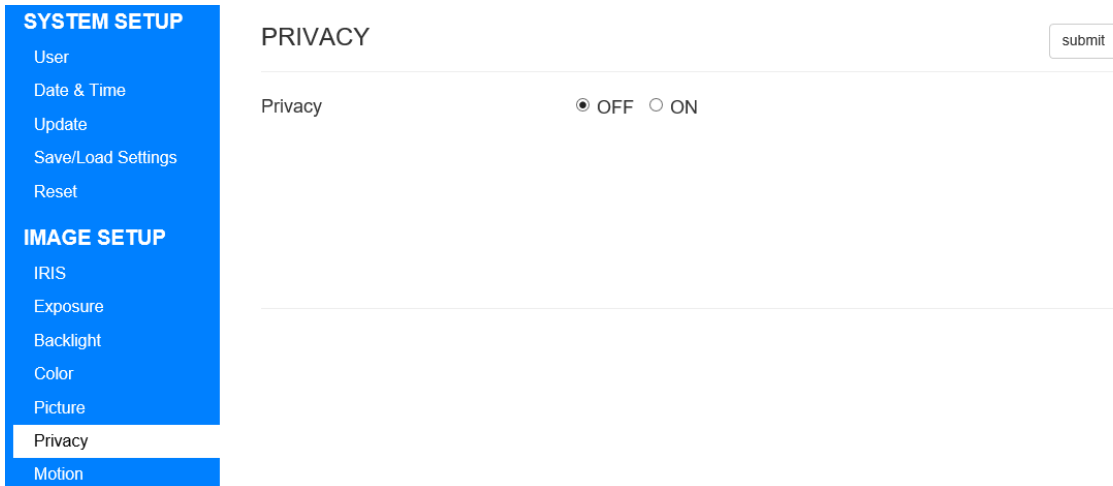 SYSTEM SETUP
User
Date & Time
Update
Save/Load Settings
Reset
IMAGE SETUP
IRIS
Exposure
Backlight
Color
Picture
Privacy
Motion
PRIVACY
submit
Privacy OFF ON